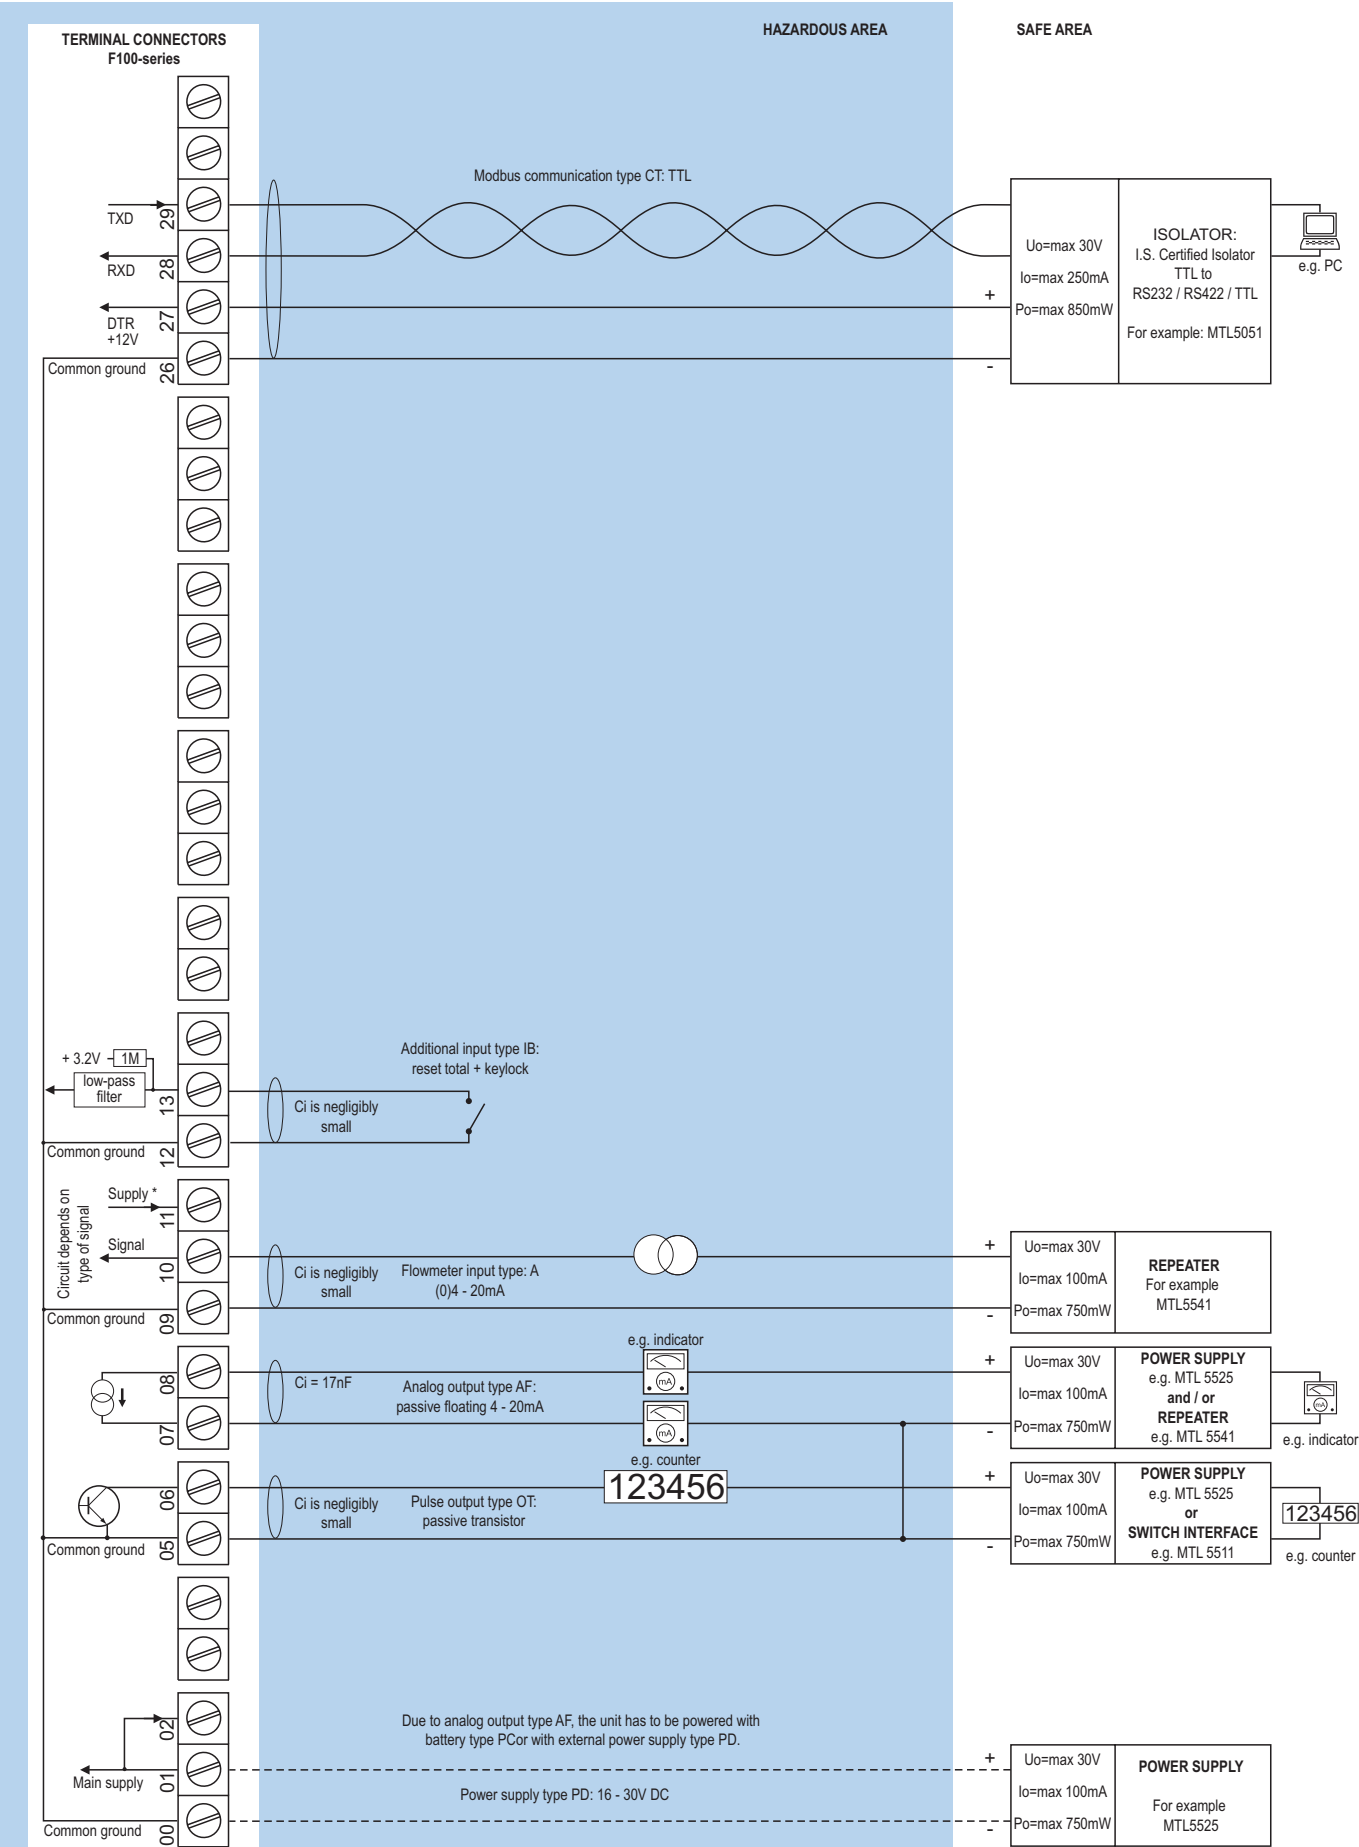 HAZARDOUS AREA
SAFE AREA
TERMINAL CONNECTORS
F100-series
Modbus communication type CT: TTL
TXD
29
RXD
28
DTR
+12V
27
Common ground
26
+
-
Uo=max 30V
Io=max 250mA
Po=max 850mW
ISOLATOR:
I.S. Certified Isolator
TTL to
RS232 / RS422 / TTL
For example: MTL5051
e.g. PC
+ 3.2V
1M
low-pass
filter
13
Common ground
12
Ci is negligibly
small
Additional input type IB:
reset total + keylock
Circuit depends on
type of signal
Supply *
11
Signal
10
Common ground
09
Ci is negligibly
small
Flowmeter input type: A
(0)4 - 20mA
+
-
Uo=max 30V
Io=max 100mA
Po=max 750mW
REPEATER
For example
MTL5541
08
07
Ci = 17nF
Analog output type AF:
passive floating 4 - 20mA
e.g. indicator
mA
mA
+
-
Uo=max 30V
Io=max 100mA
Po=max 750mW
POWER SUPPLY
e.g. MTL 5525
and / or
REPEATER
e.g. MTL 5541
mA
e.g. indicator
06
Common ground
05
Ci is negligibly
small
Pulse output type OT:
passive transistor
e.g. counter
123456
+
-
Uo=max 30V
Io=max 100mA
Po=max 750mW
POWER SUPPLY
e.g. MTL 5525
or
SWITCH INTERFACE
e.g. MTL 5511
123456
e.g. counter
02
Main supply
01
Common ground
00
Due to analog output type AF, the unit has to be powered with
battery type PCor with external power supply type PD.
Power supply type PD: 16 - 30V DC
+
-
Uo=max 30V
Io=max 100mA
Po=max 750mW
POWER SUPPLY
For example
MTL5525